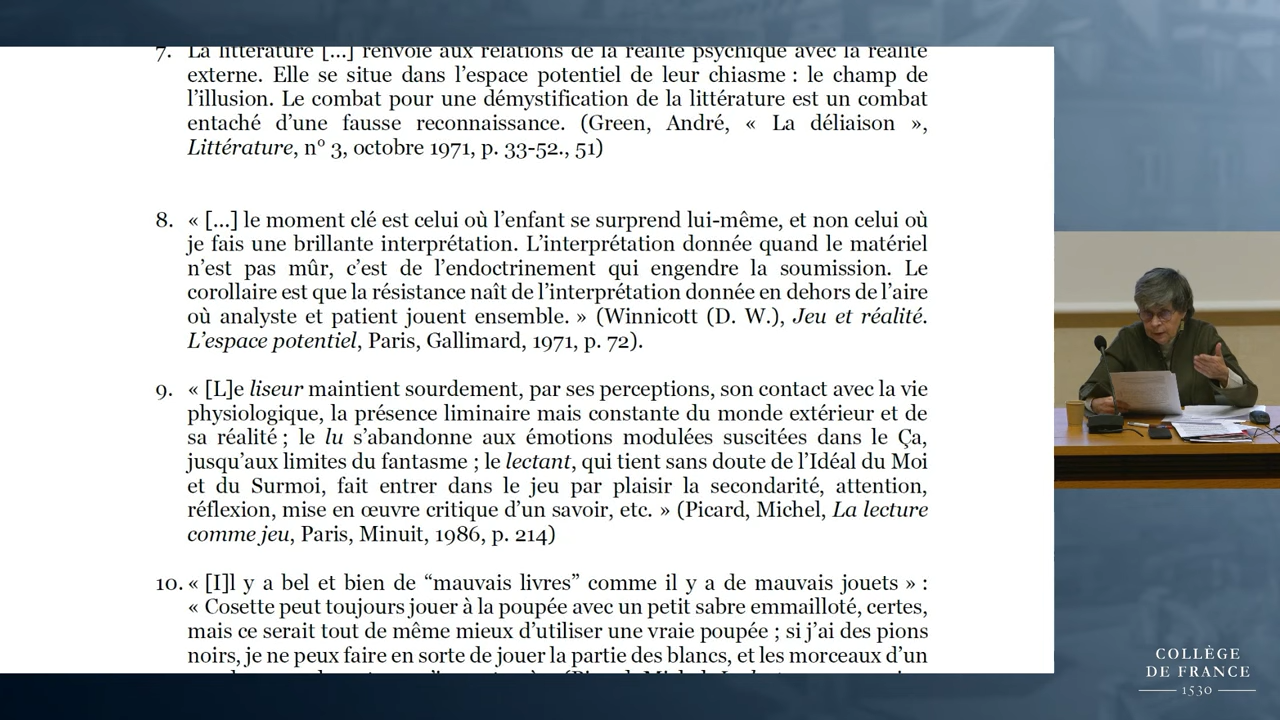 7. La littérature [...] renvoie aux relations de la réalité psychique avec la réalité
externe. Elle se situe dans l’espace potentiel de leur chiasme : le champ de
l’illusion. Le combat pour une démystification de la littérature est un combat
entaché d’une fausse reconnaissance. (Green, André, « La déliaison »,
Littérature, n° 3, octobre 1971, p. 33-52., 51)
8. « [...] le moment clé est celui où l’enfant se surprend lui-même, et non celui où
je fais une brillante interprétation. L’interprétation donnée quand le matériel
n’est pas mûr, c’est de l’endoctrinement qui engendre la soumission. Le
corollaire est que la résistance naît de l’interprétation donnée en dehors de l’aire
où analyste et patient jouent ensemble. » (Winnicott (D. W.), Jeu et réalité.
L’espace potentiel, Paris, Gallimard, 1971, p. 72).
9. « [L]e liseur maintient sourdement, par ses perceptions, son contact avec la vie
physiologique, la présence liminaire mais constante du monde extérieur et de
sa réalité ; le lu s’abandonne aux émotions modulées suscitées dans le Ça,
jusqu’aux limites du fantasme ; le lectant, qui tient sans doute de l’Idéal du Moi
et du Surmoi, fait entrer dans le jeu par plaisir la secondarité, attention,
réflexion, mise en œuvre critique d’un savoir, etc. » (Picard, Michel, La lecture
comme jeu, Paris, Minuit, 1986, p. 214)
10. « [I]l y a bel et bien de “mauvais livres” comme il y a de mauvais jouets » :
« Cosette peut toujours jouer à la poupée avec un petit sabre emmailloté, certes,
mais ce serait tout de même mieux d’utiliser une vraie poupée ; si j’ai des pions
noirs, je ne peux faire en sorte de jouer la partie des blancs, et les morceaux d’un
COLLÈGE
DE FRANCE
1530